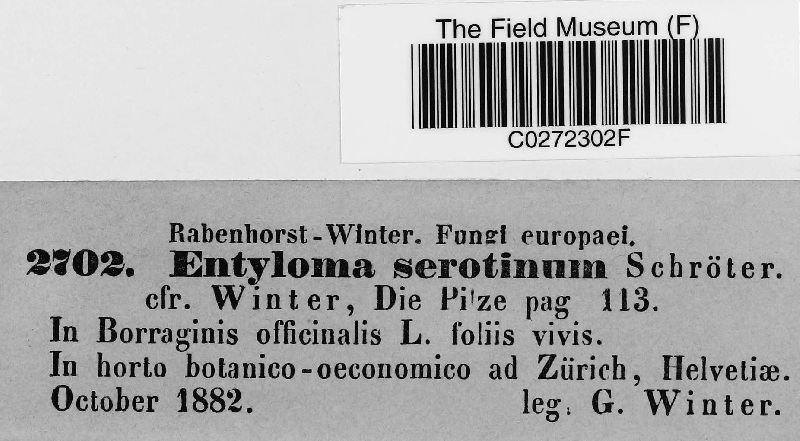 The Field Museum (F)
C0272302F
Rabenhorst-Winter. Fungi europaei.
2702. Entyloma serotinum Schröter.
cfr. Winter, Die Pilze pag 113.
In Borraginis officinalis L. foliis vivis.
In horto botanico-oeconomico ad Zürich, Helvetiæ.
October 1882. leg. G. Winter.